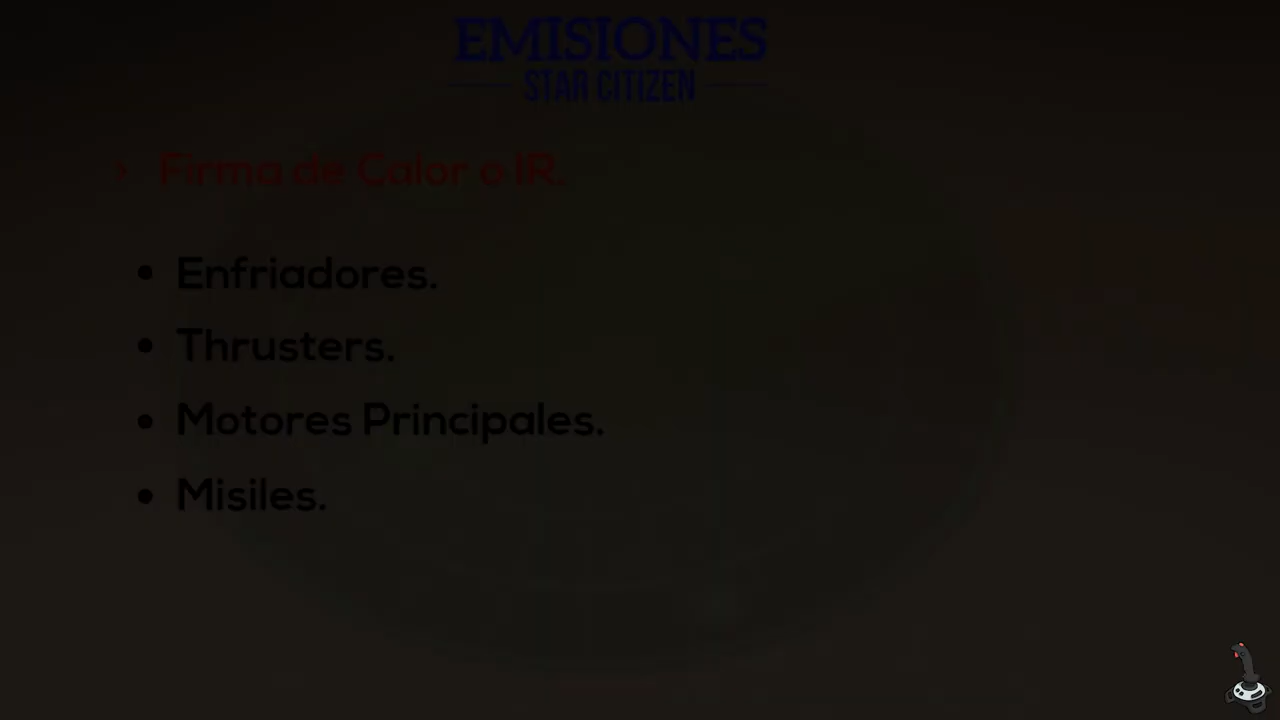 EMISIONES
STAR CITIZEN
› Firma de Calor o IR.
• Enfriadores.
• Thrusters.
• Motores Principales.
• Misiles.